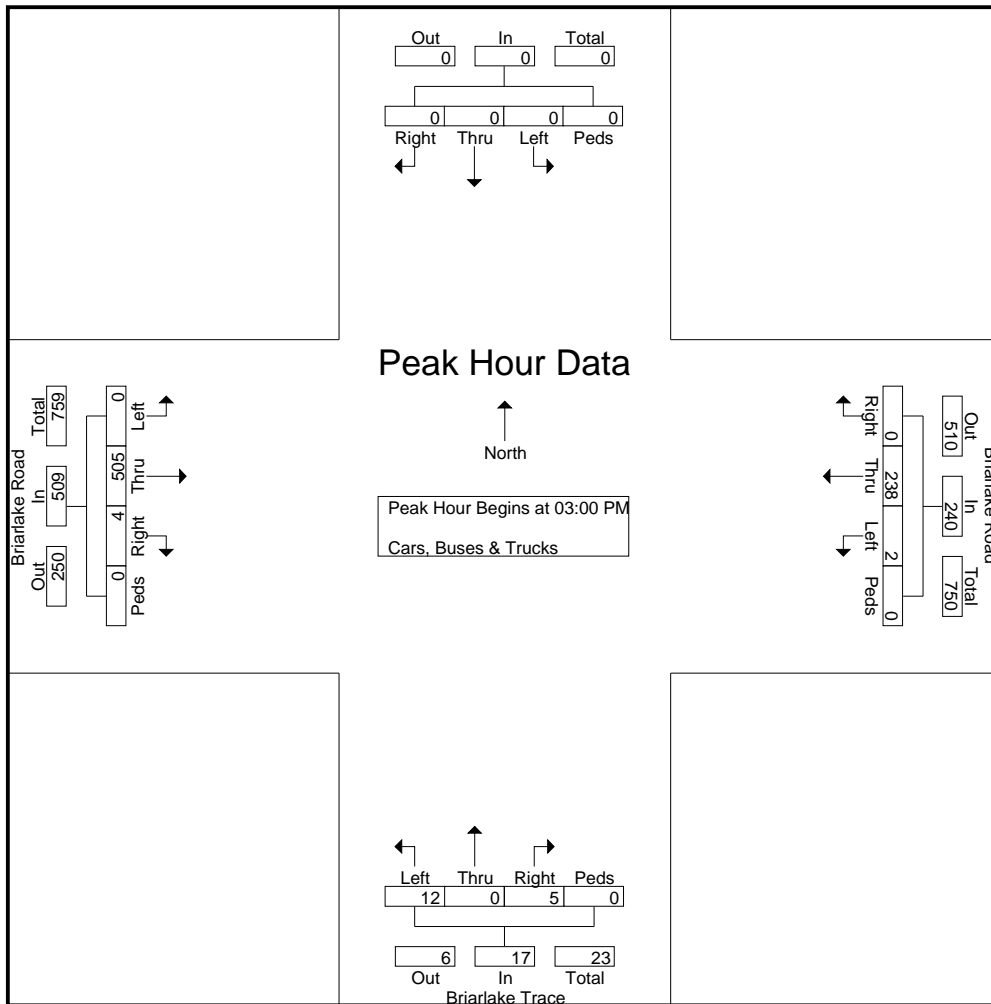 Out In Total
0 0 0
0 0 0 0
Right Thru Left Peds
Peak Hour Data
North
Peak Hour Begins at 03:00 PM
Cars, Buses & Trucks
Briarlake Road
Out In Total
250 509 759
0 505 4 0
Left Thru Right Peds
Right Thru Left Peds
0 238 2 0
510 240 750
Out In Total
Briarlake Road
Left Thru Right Peds
12 0 5 0
6 17 23
Out In Total
Briarlake Trace